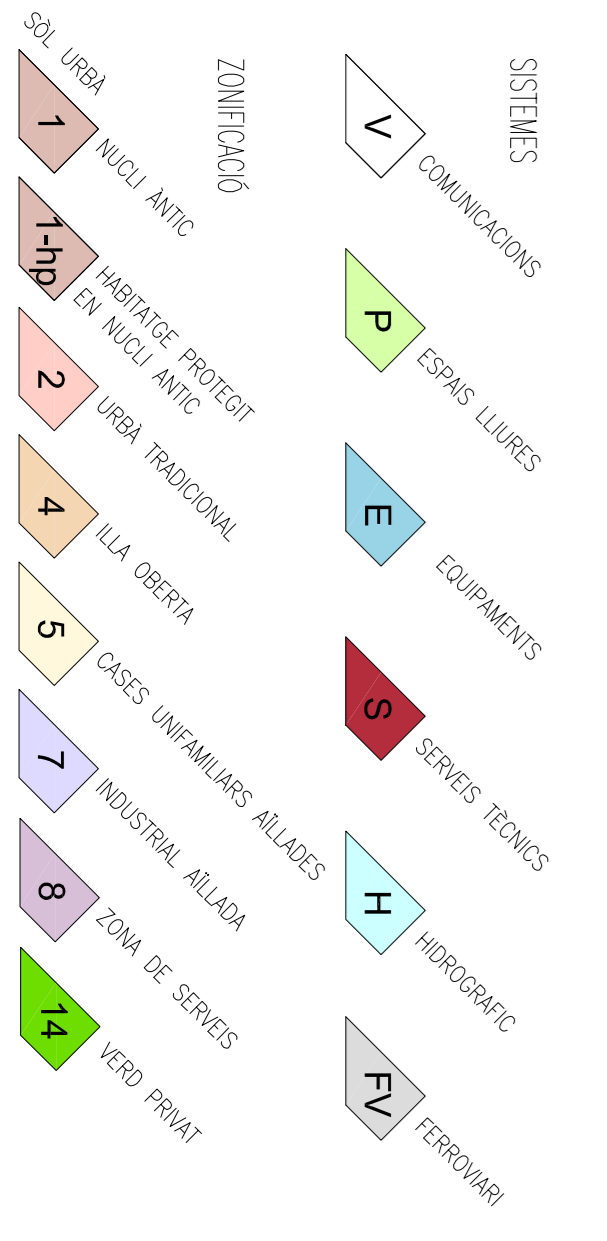 SISTEMES
V
COMUNICACIONS
P
ESPAIS LLIURES
E
EQUIPAMENTS
S
SERVEIS TÈCNICS
H
HIDROGRAFIC
FV
FERROVIARI
ZONIFICACIÓ
SÒL URBÀ
1
NUCLI ÀNTIC
1-hp
HABITATGE PROTEGIT
EN NUCLI ANTIC
2
URBÀ TRADICIONAL
4
ILLA OBERTA
5
CASES UNIFAMILIARS AÏLLADES
7
INDUSTRIAL AÏLLADA
8
ZONA DE SERVEIS
14
VERD PRIVAT